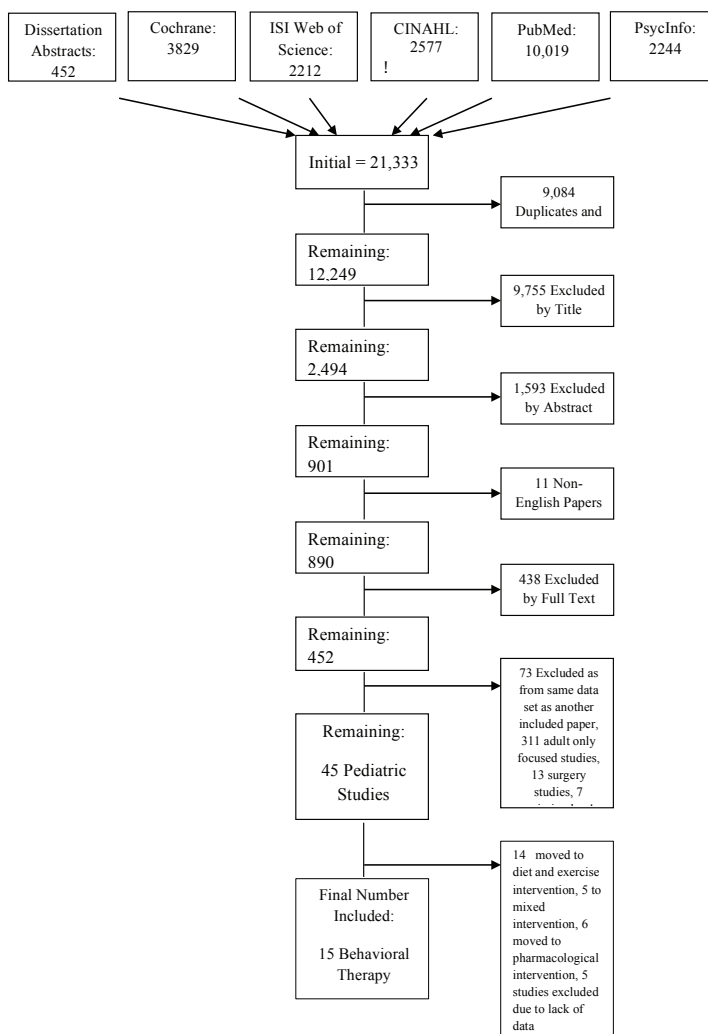 Dissertation
Abstracts:
452
Cochrane:
3829
ISI Web of
Science:
2212
CINAHL:
2577
!
PubMed:
10,019
PsycInfo:
2244
Initial = 21,333
9,084
Duplicates and
Remaining:
12,249
9,755 Excluded
by Title
Remaining:
2,494
1,593 Excluded
by Abstract
Remaining:
901
11 Non-
English Papers
Remaining:
890
438 Excluded
by Full Text
Remaining:
452
73 Excluded as
from same data
set as another
included paper,
311 adult only
focused studies,
13 surgery
studies, 7
Remaining:
45 Pediatric
Studies
14 moved to
diet and exercise
intervention, 5 to
mixed
intervention, 6
moved to
pharmacological
intervention, 5
studies excluded
due to lack of
data
Final Number
Included:
15 Behavioral
Therapy